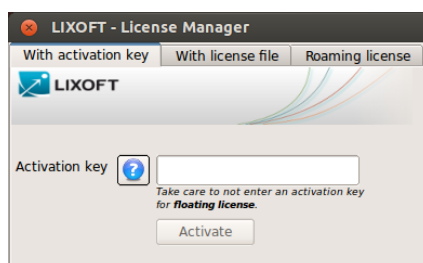 LIXOFT - License Manager
With activation key With license file Roaming license
LIXOFT
Activation key ?
Take care to not enter an activation key
for floating license.
Activate